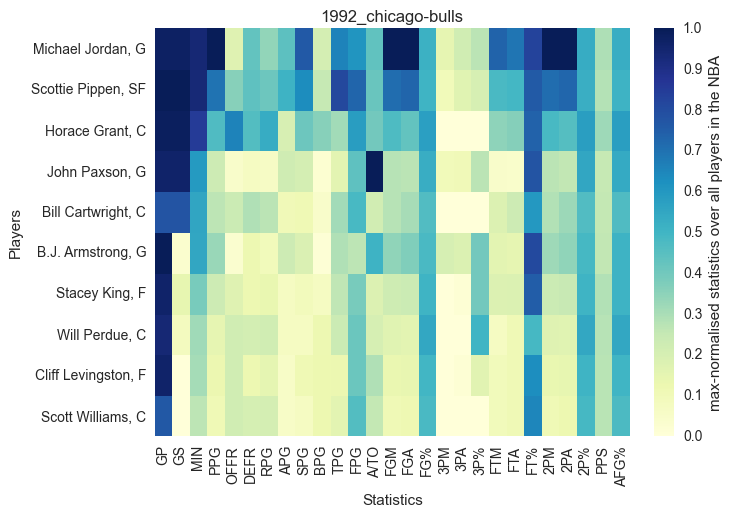 1992_chicago-bulls
Players
Michael Jordan, G
Scottie Pippen, SF
Horace Grant, C
John Paxson, G
Bill Cartwright, C
B.J. Armstrong, G
Stacey King, F
Will Perdue, C
Cliff Levingston, F
Scott Williams, C
GP GS MIN PPG OFFR DEFR RPG APG SPG BPG TPG FPG A/TO FGM FGA FG% 3PM 3PA 3P% FTM FTA FT% 2PM 2PA 2P% PPS AFG%
Statistics
1.0
0.9
0.8
0.7
0.6
0.5
0.4
0.3
0.2
0.1
0.0
max-normalised statistics over all players in the NBA